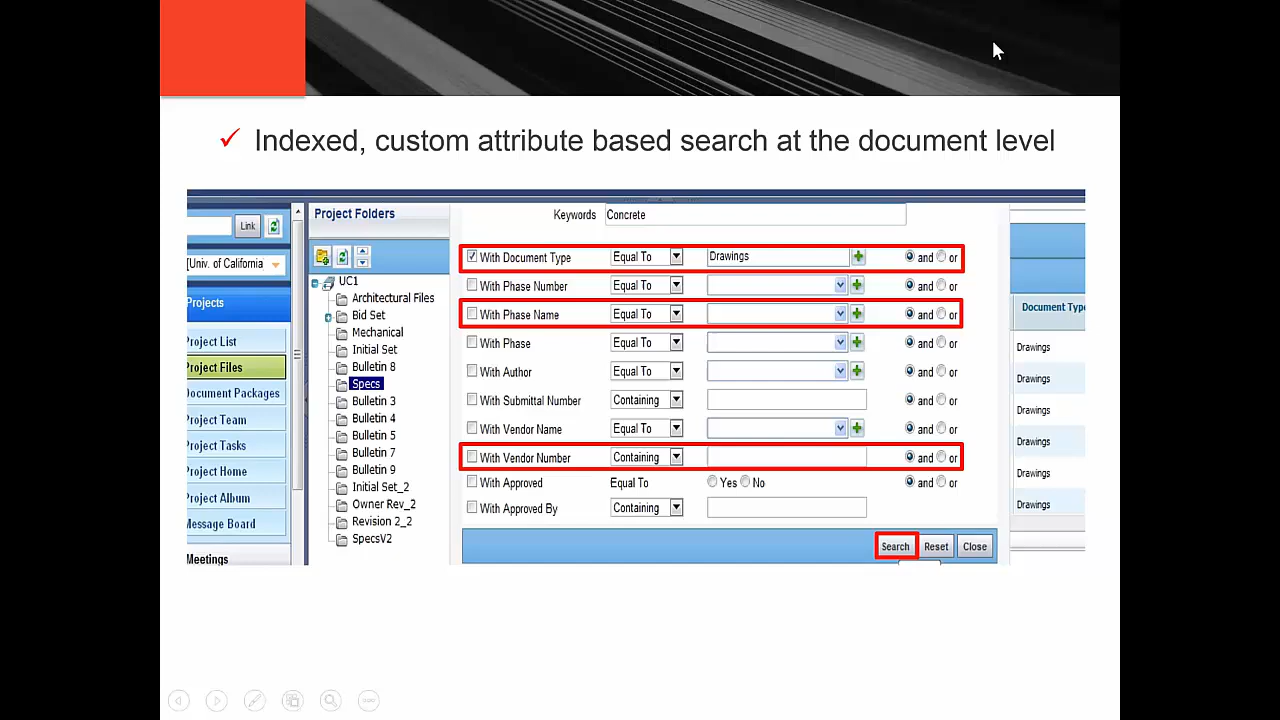 Indexed, custom attribute based search at the document level
Link
[Univ. of California
Projects
Project List
Project Files
Document Packages
Project Team
Project Tasks
Project Home
Project Album
Message Board
Meetings
Project Folders
UC1
Architectural Files
Bid Set
Mechanical
Initial Set
Bulletin 8
Specs
Bulletin 3
Bulletin 4
Bulletin 5
Bulletin 7
Bulletin 9
Initial Set_2
Owner Rev_2
Revision 2_2
SpecsV2
Keywords Concrete
With Document Type Equal To Drawings and or
With Phase Number Equal To and or
With Phase Name Equal To and or
With Phase Equal To and or
With Author Equal To and or
With Submittal Number Containing and or
With Vendor Name Equal To and or
With Vendor Number Containing and or
With Approved Equal To Yes No and or
With Approved By Containing
Search Reset Close
Document Type
Drawings
Drawings
Drawings
Drawings
Drawings
Drawings